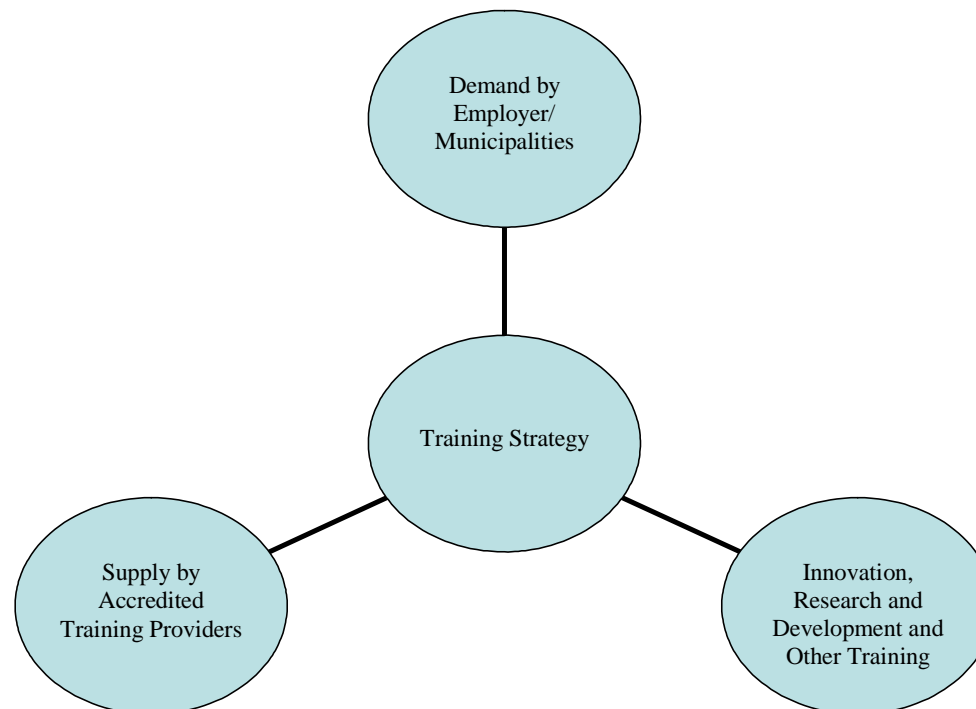 Demand by
Employer/
Municipalities
Training Strategy
Supply by
Accredited
Training Providers
Innovation,
Research and
Development and
Other Training